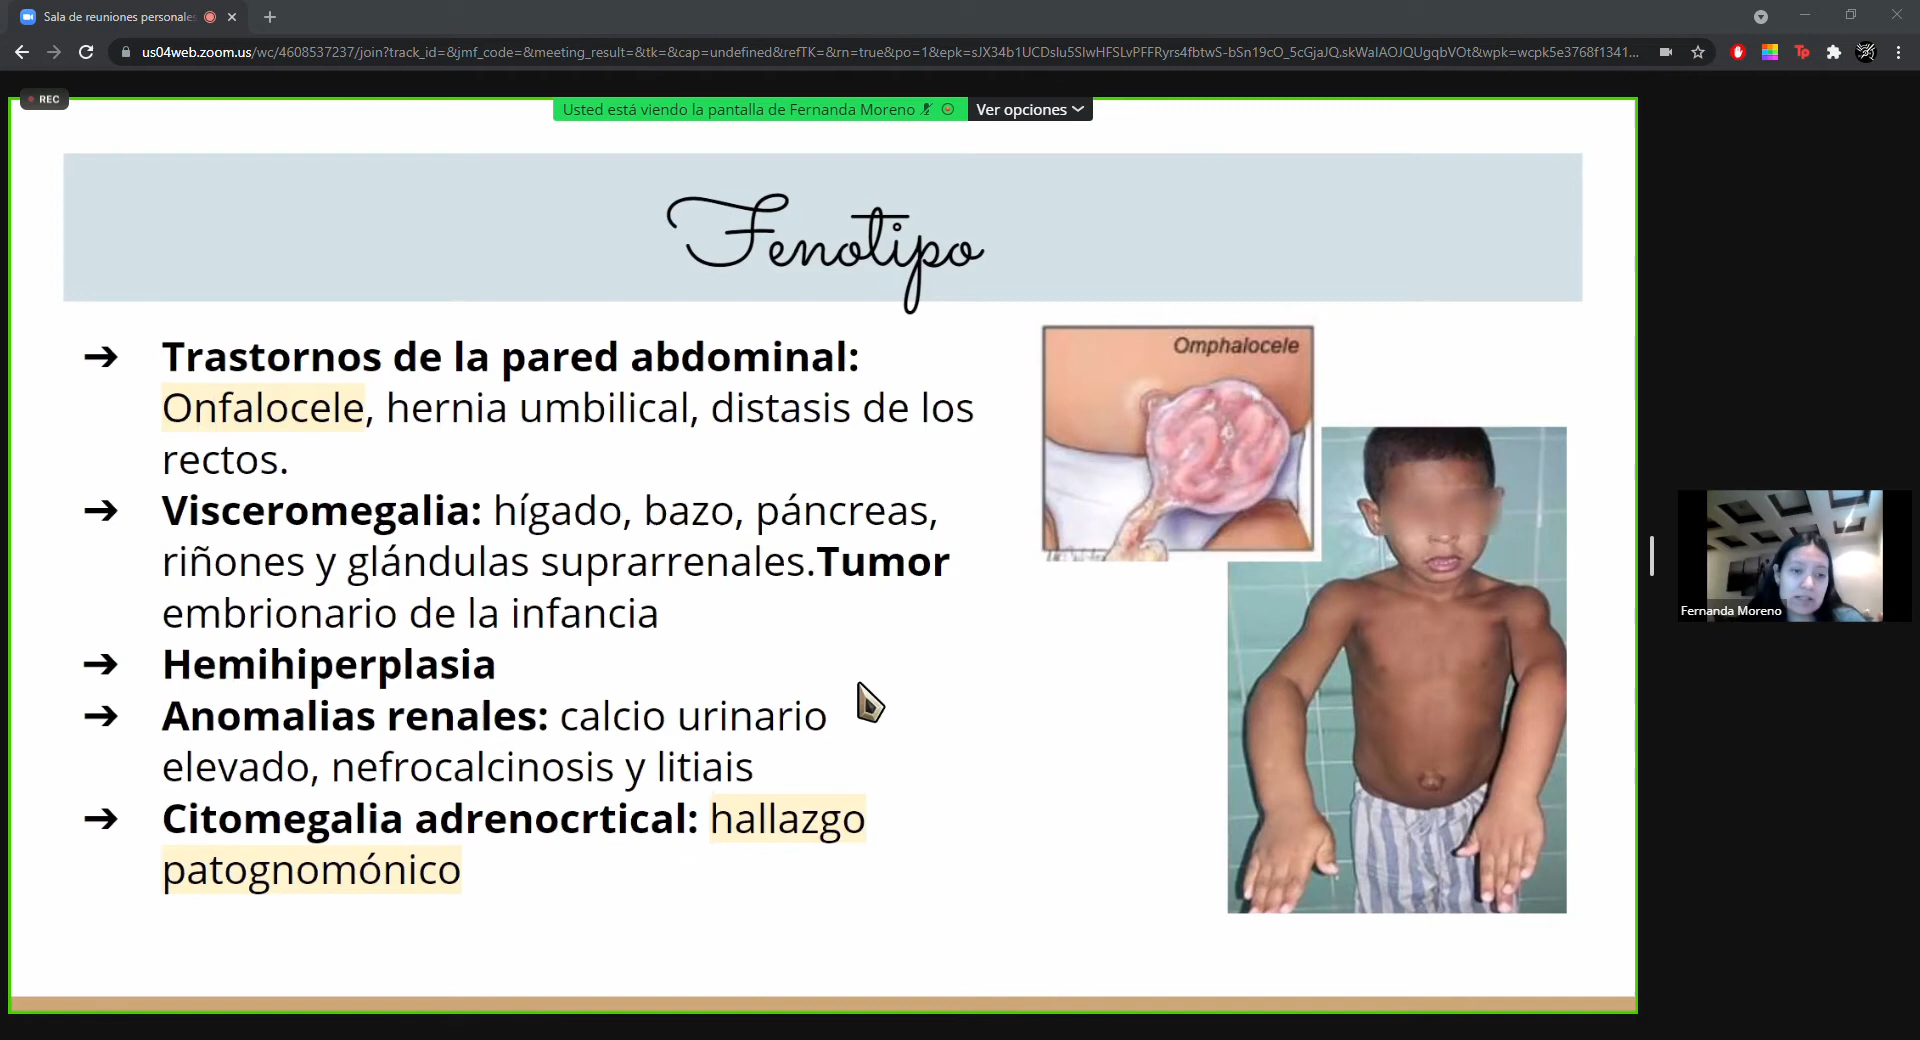 Sala de reuniones personales
us04web.zoom.us/wc/4608537237/join?track_id=&jmf_code=&meeting_result=&tk=&cap=undefined&refTK=&rn=true&po=1&epk=sJX34b1UCDslu5SlwHFSLvPFFRyrs4fbtwS-bSn19cO_5cGjaJQ.skWaIAOJQUgqbVOt&wpk=wcpk5e3768f1341...
REC
Usted está viendo la pantalla de Fernanda Moreno
Ver opciones
Fenotipo
➔ Trastornos de la pared abdominal:
Onfalocele, hernia umbilical, distasis de los
rectos.
➔ Visceromegalia: hígado, bazo, páncreas,
riñones y glándulas suprarrenales.Tumor
embrionario de la infancia
➔ Hemihiperplasia
➔ Anomalias renales: calcio urinario
elevado, nefrocalcinosis y litiais
➔ Citomegalia adrenocrtical: hallazgo
patognomónico
Omphalocele
Fernanda Moreno